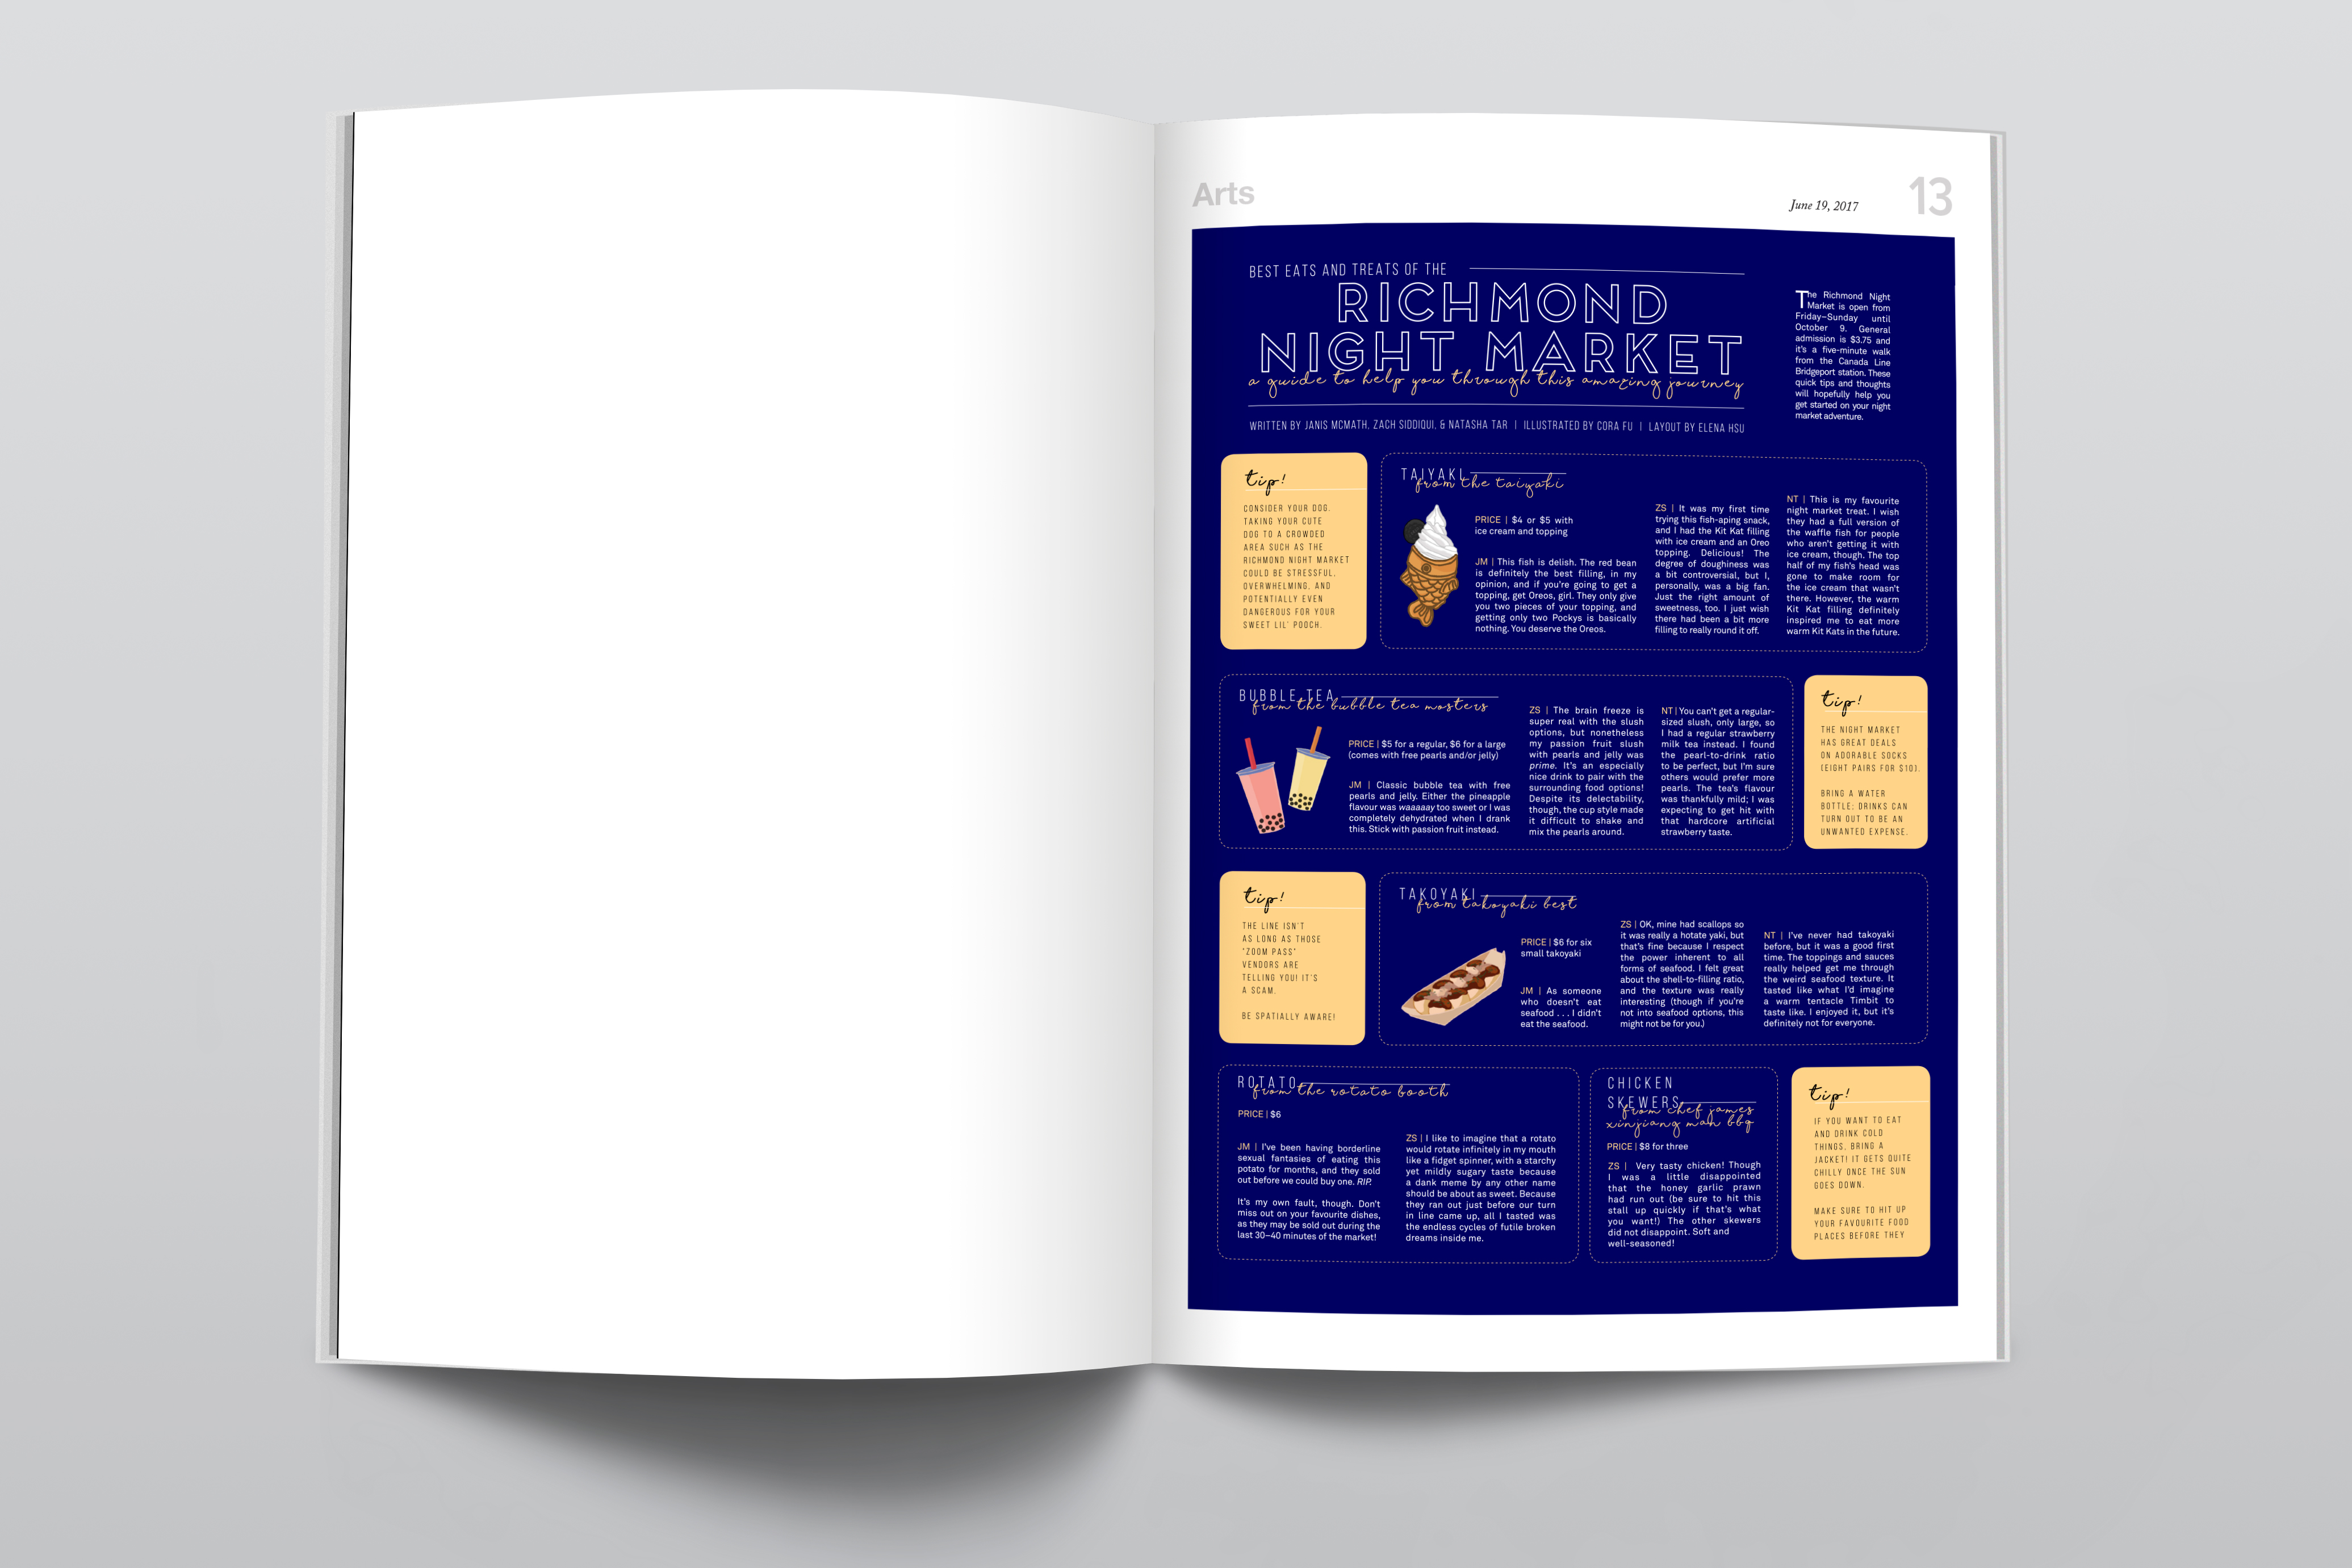 Arts
June 19, 2017
13
BEST EATS AND TREATS OF THE
RICHMOND
NIGHT MARKET
a guide to help you through this amazing journey
WRITTEN BY JANIS MCMATH, ZACH SIDDIQUI, & NATASHA TAR | ILLUSTRATED BY CORA FU | LAYOUT BY ELENA HSU
The Richmond Night
Market is open from
Friday–Sunday until
October 9. General
admission is $3.75 and
it's a five-minute walk
from the Canada Line
Bridgeport station. These
quick tips and thoughts
will hopefully help you
get started on your night
market adventure.
tip!
CONSIDER YOUR DOG.
TAKING YOUR CUTE
DOG TO A CROWDED
AREA SUCH AS THE
RICHMOND NIGHT MARKET
COULD BE STRESSFUL,
OVERWHELMING, AND
POTENTIALLY EVEN
DANGEROUS FOR YOUR
SWEET LIL' POOCH.
TAIYAKI
from the taiyaki
PRICE | $4 or $5 with
ice cream and topping
JM | This fish is delish. The red bean
is definitely the best filling, in my
opinion, and if you're going to get a
topping, get Oreos, girl. They only give
you two pieces of your topping, and
getting only two Pockys is basically
nothing. You deserve the Oreos.
ZS | It was my first time
trying this fish-aping snack,
and I had the Kit Kat filling
with ice cream and an Oreo
topping. Delicious! The
degree of doughiness was
a bit controversial, but I,
personally, was a big fan.
Just the right amount of
sweetness, too. I just wish
there had been a bit more
filling to really round it off.
NT | This is my favourite
night market treat. I wish
they had a full version of
the waffle fish for people
who aren't getting it with
ice cream, though. The top
half of my fish's head was
gone to make room for
the ice cream that wasn't
there. However, the warm
Kit Kat filling definitely
inspired me to eat more
warm Kit Kats in the future.
BUBBLE TEA
from the bubble tea mosters
PRICE | $5 for a regular, $6 for a large
(comes with free pearls and/or jelly)
JM | Classic bubble tea with free
pearls and jelly. Either the pineapple
flavour was waaaaay too sweet or I was
completely dehydrated when I drank
this. Stick with passion fruit instead.
ZS | The brain freeze is
super real with the slush
options, but nonetheless
my passion fruit slush
with pearls and jelly was
prime. It's an especially
nice drink to pair with the
surrounding food options!
Despite its delectability,
though, the cup style made
it difficult to shake and
mix the pearls around.
NT | You can't get a regular-
sized slush, only large, so
I had a regular strawberry
milk tea instead. I found
the pearl-to-drink ratio
to be perfect, but I'm sure
others would prefer more
pearls. The tea's flavour
was thankfully mild; I was
expecting to get hit with
that hardcore artificial
strawberry taste.
tip!
THE NIGHT MARKET
HAS GREAT DEALS
ON ADORABLE SOCKS
(EIGHT PAIRS FOR $10).
BRING A WATER
BOTTLE; DRINKS CAN
TURN OUT TO BE AN
UNWANTED EXPENSE.
tip!
THE LINE ISN'T
AS LONG AS THOSE
"ZOOM PASS"
VENDORS ARE
TELLING YOU! IT'S
A SCAM.
BE SPATIALLY AWARE!
TAKOYAKI
from takoyaki best
PRICE | $6 for six
small takoyaki
JM | As someone
who doesn't eat
seafood . . . I didn't
eat the seafood.
ZS | OK, mine had scallops so
it was really a hotate yaki, but
that's fine because I respect
the power inherent to all
forms of seafood. I felt great
about the shell-to-filling ratio,
and the texture was really
interesting (though if you're
not into seafood options, this
might not be for you.)
NT | I've never had takoyaki
before, but it was a good first
time. The toppings and sauces
really helped get me through
the weird seafood texture. It
tasted like what I'd imagine
a warm tentacle Timbit to
taste like. I enjoyed it, but it's
definitely not for everyone.
ROTATO
from the rotato booth
PRICE | $6
JM | I've been having borderline
sexual fantasies of eating this
potato for months, and they sold
out before we could buy one. RIP.
It's my own fault, though. Don't
miss out on your favourite dishes,
as they may be sold out during the
last 30–40 minutes of the market!
ZS | I like to imagine that a rotato
would rotate infinitely in my mouth
like a fidget spinner, with a starchy
yet mildly sugary taste because
a dank meme by any other name
should be about as sweet. Because
they ran out just before our turn
in line came up, all I tasted was
the endless cycles of futile broken
dreams inside me.
CHICKEN
SKEWERS
from chef james
xinjiang man bbq
PRICE | $8 for three
ZS | Very tasty chicken! Though
I was a little disappointed
that the honey garlic prawn
had run out (be sure to hit this
stall up quickly if that's what
you want!) The other skewers
did not disappoint. Soft and
well-seasoned!
tip!
IF YOU WANT TO EAT
AND DRINK COLD
THINGS, BRING A
JACKET! IT GETS QUITE
CHILLY ONCE THE SUN
GOES DOWN.
MAKE SURE TO HIT UP
YOUR FAVOURITE FOOD
PLACES BEFORE THEY